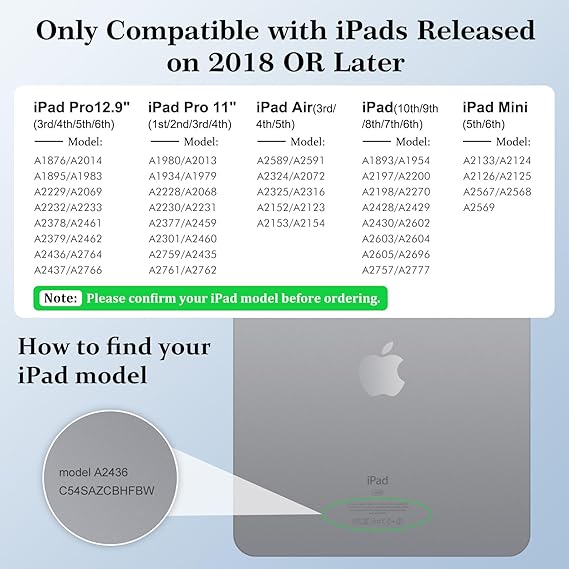 Only Compatible with iPads Released
on 2018 OR Later
iPad Pro12.9"
(3rd/4th/5th/6th)
Model:
A1876/A2014
A1895/A1983
A2229/A2069
A2232/A2233
A2378/A2461
A2379/A2462
A2436/A2764
A2437/A2766
iPad Pro 11"
(1st/2nd/3rd/4th)
Model:
A1980/A2013
A1934/A1979
A2228/A2068
A2230/A2231
A2377/A2459
A2301/A2460
A2759/A2435
A2761/A2762
iPad Air(3rd/
4th/5th)
Model:
A2589/A2591
A2324/A2072
A2325/A2316
A2152/A2123
A2153/A2154
iPad(10th/9th
/8th/7th/6th)
Model:
A1893/A1954
A2197/A2200
A2198/A2270
A2428/A2429
A2430/A2602
A2603/A2604
A2605/A2696
A2757/A2777
iPad Mini
(5th/6th)
Model:
A2133/A2124
A2126/A2125
A2567/A2568
A2569
Note: Please confirm your iPad model before ordering.
How to find your
iPad model
model A2436
C54SAZCBHFBW
iPad